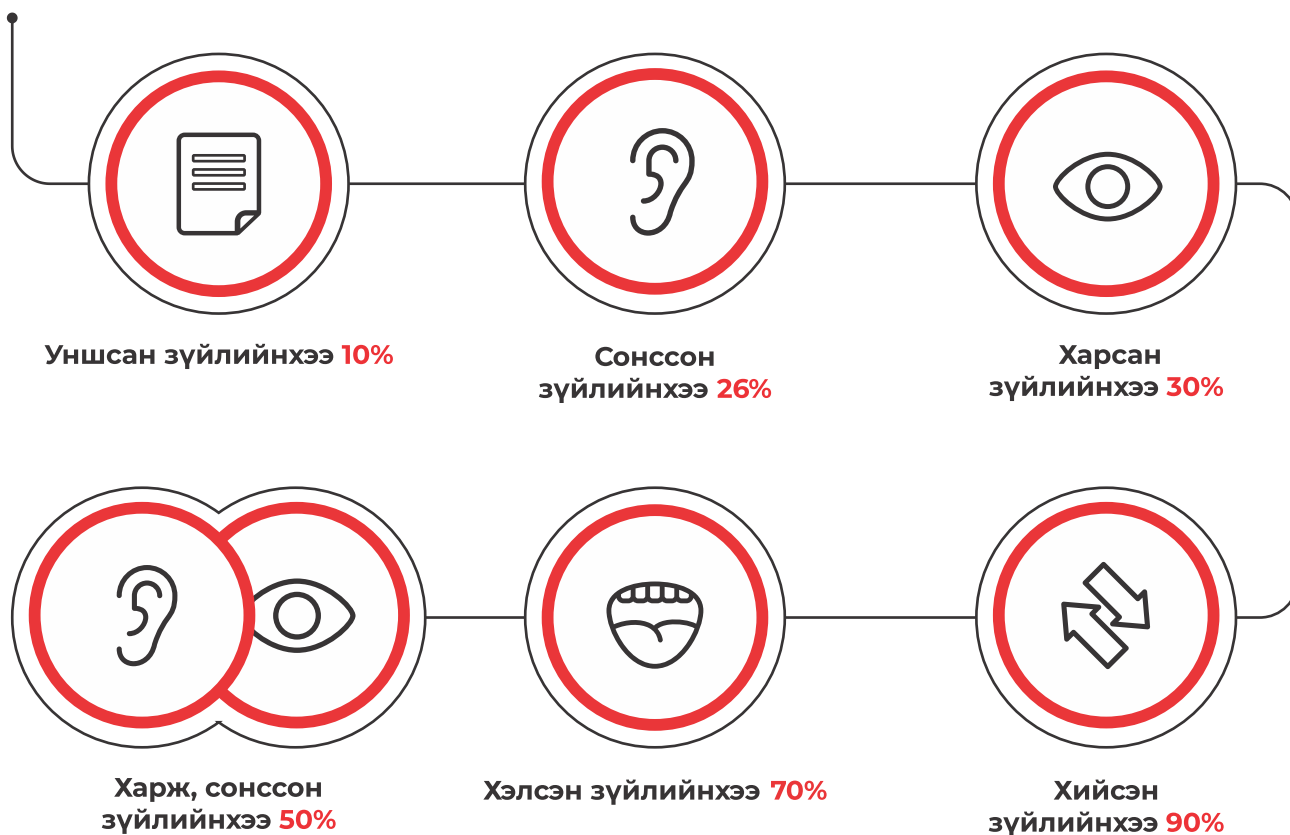 Уншсан зүйлийнхээ 10%
Сонссон
зүйлийнхээ 26%
Харсан
зүйлийнхээ 30%
Харж, сонссон
зүйлийнхээ 50%
Хэлсэн зүйлийнхээ 70%
Хийсэн
зүйлийнхээ 90%